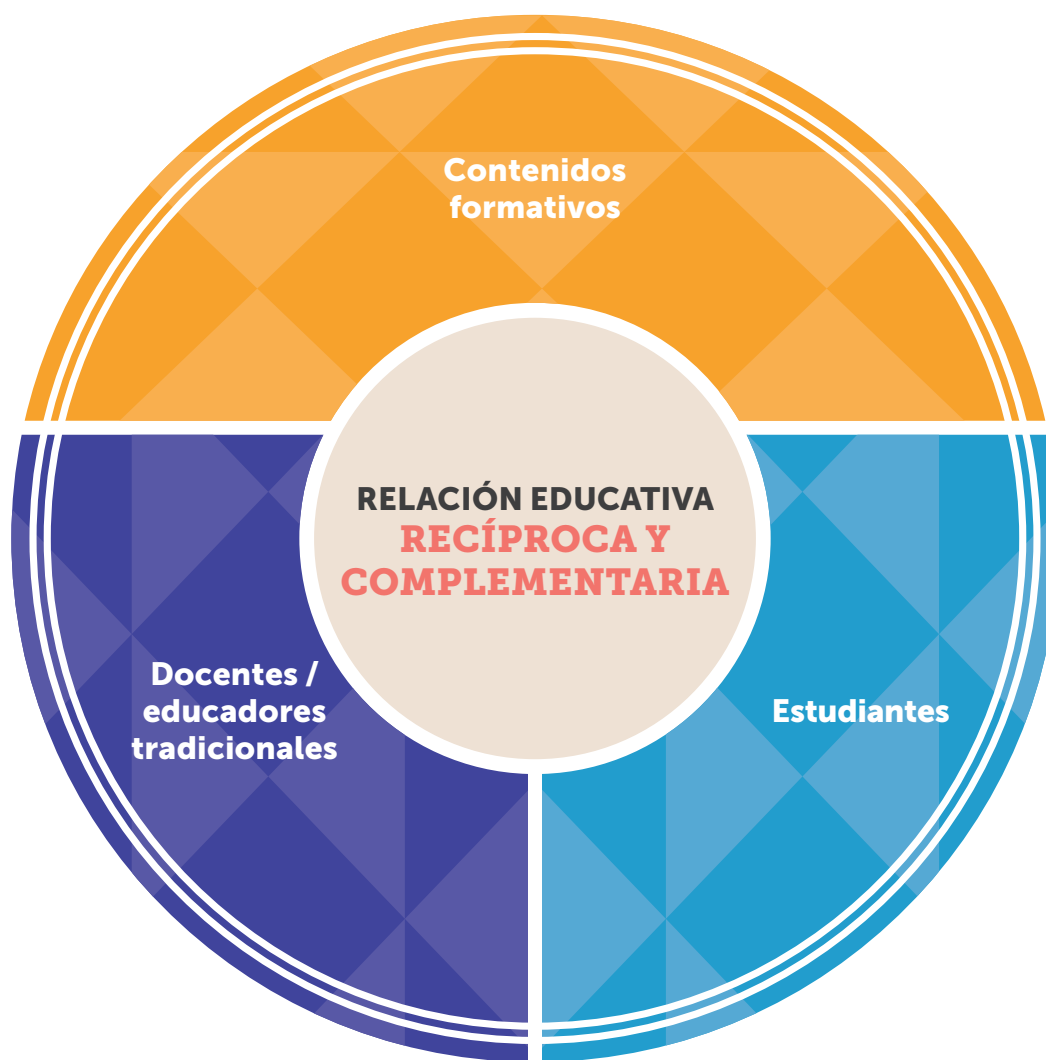 Contenidos
formativos
RELACIÓN EDUCATIVA
RECÍPROCA Y
COMPLEMENTARIA
Docentes /
educadores
tradicionales
Estudiantes